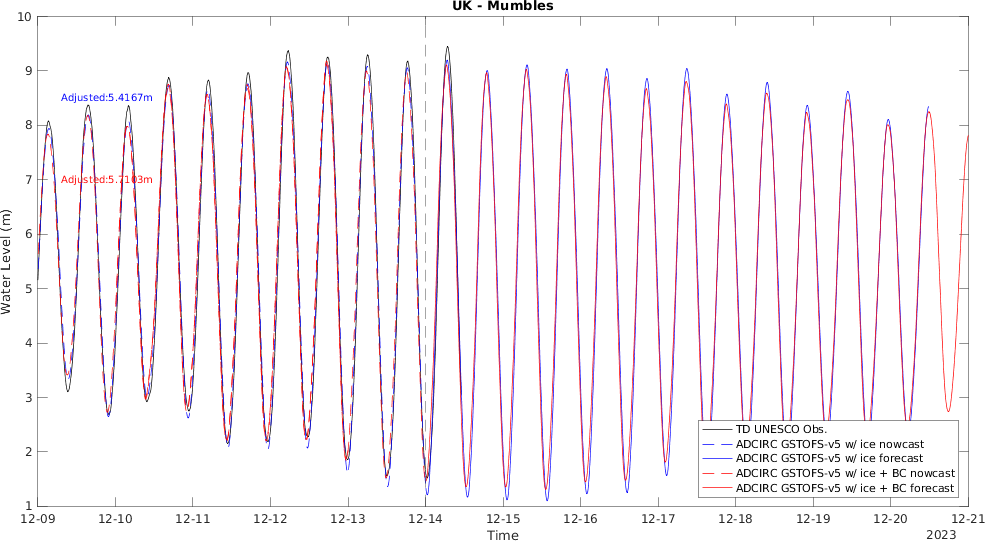 UK - Mumbles
10
9
8
7
6
5
4
3
2
1
Water Level (m)
Adjusted:5.4167m
Adjusted:5.7103m
TD UNESCO Obs.
ADCIRC GSTOFS-v5 w/ ice nowcast
ADCIRC GSTOFS-v5 w/ ice forecast
ADCIRC GSTOFS-v5 w/ ice + BC nowcast
ADCIRC GSTOFS-v5 w/ ice + BC forecast
12-09 12-10 12-11 12-12 12-13 12-14 12-15 12-16 12-17 12-18 12-19 12-20 12-21
Time
2023